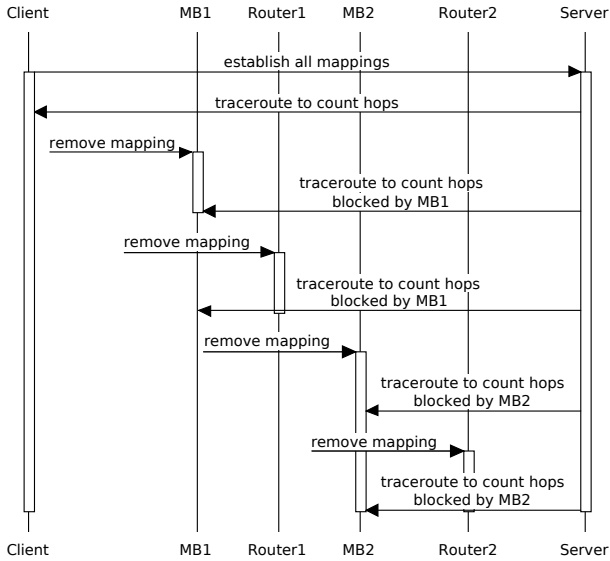 Client MB1 Router1 MB2 Router2 Server
establish all mappings
traceroute to count hops
remove mapping
traceroute to count hops
blocked by MB1
remove mapping
traceroute to count hops
blocked by MB1
remove mapping
traceroute to count hops
blocked by MB2
remove mapping
traceroute to count hops
blocked by MB2
Client MB1 Router1 MB2 Router2 Server